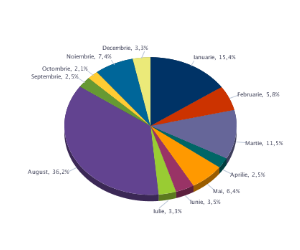 Decembrie, 3,3%
Ianuarie, 15,4%
Noiembrie, 7,4%
Octombrie, 2,1%
Septembrie, 2,5%
Februarie, 5,8%
Martie, 11,5%
August, 36,2%
Aprilie, 2,5%
Mai, 6,4%
Iunie, 3,5%
Iulie, 3,3%